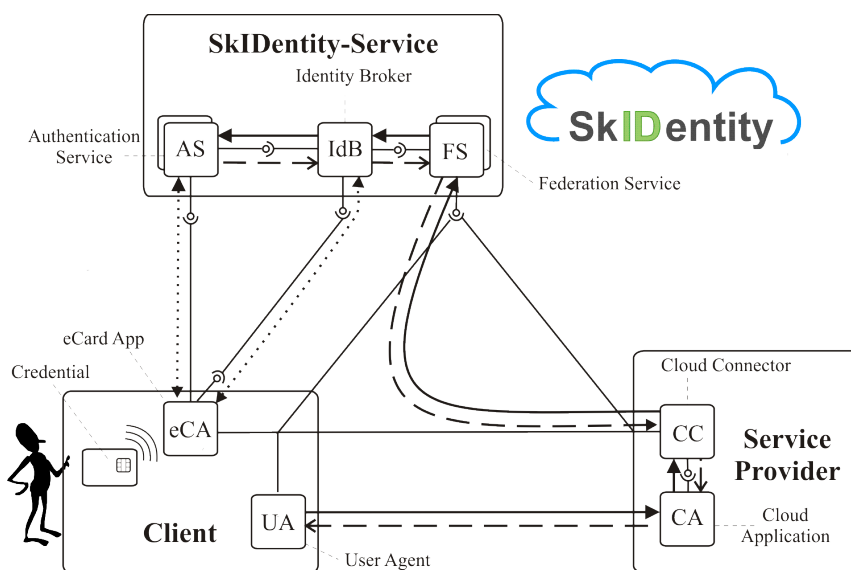 SkIDentity-Service
Identity Broker
Authentication
Service
AS
IdB
FS
SkIDentity
Federation Service
eCard App
Credential
eCA
Client
UA
User Agent
Cloud Connector
CC
Service
Provider
CA
Cloud
Application